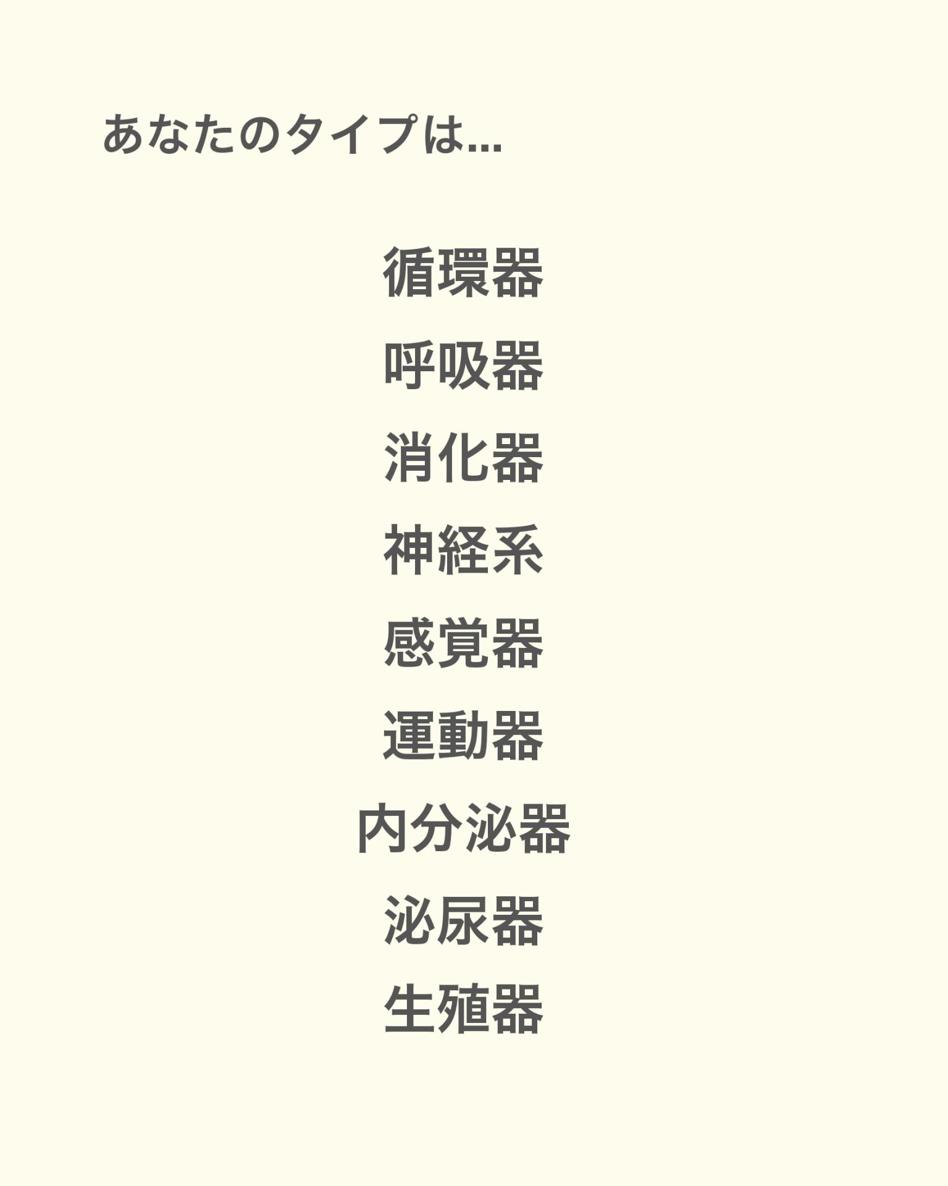 あなたのタイプは...
循環器
呼吸器
消化器
神経系
感覚器
運動器
内分泌器
泌尿器
生殖器